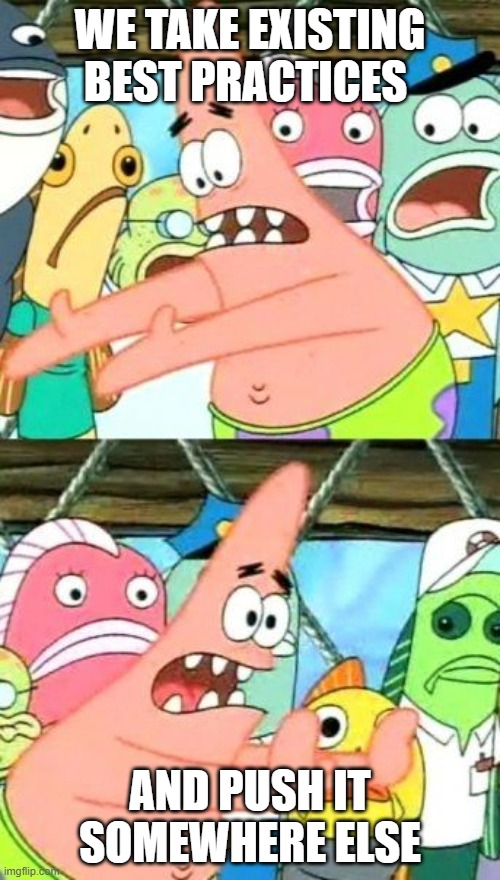 WE TAKE EXISTING
BEST PRACTICES
AND PUSH IT
SOMEWHERE ELSE
imgflip.com